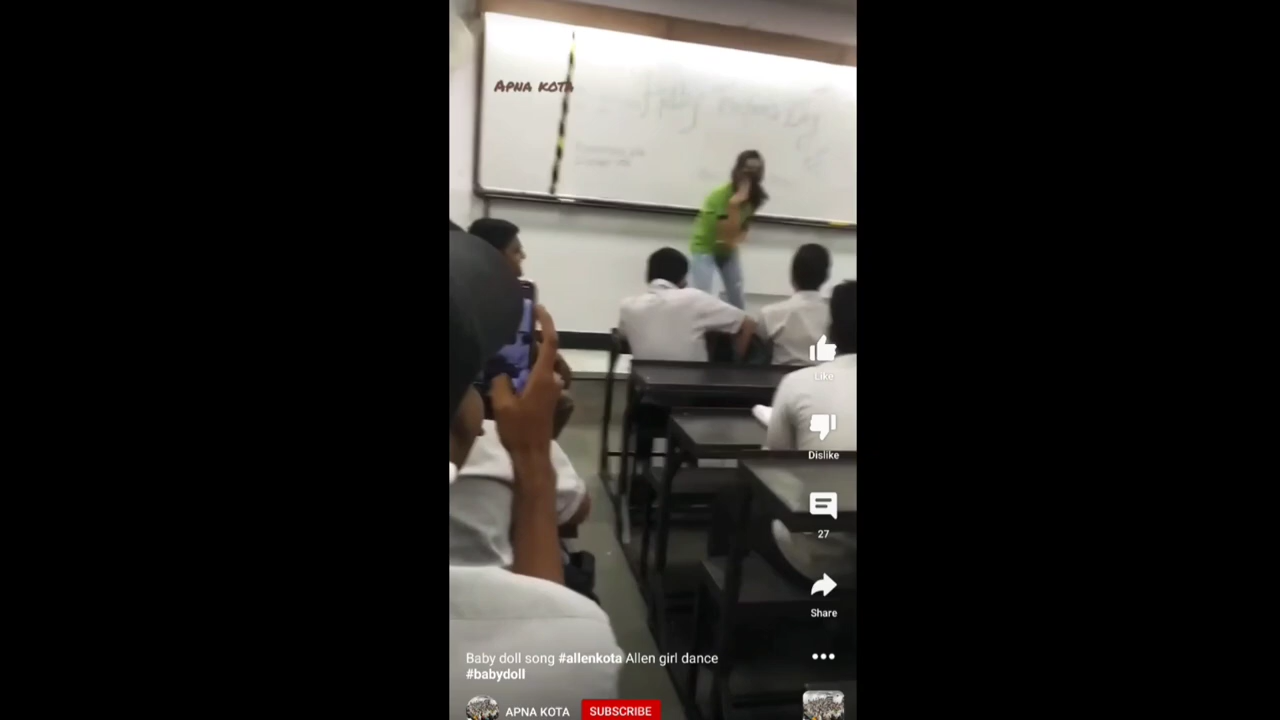 APNA KOTA
Like
Dislike
27
Share
Baby doll song #allenkota Allen girl dance
#babydoll
APNA KOTA
SUBSCRIBE